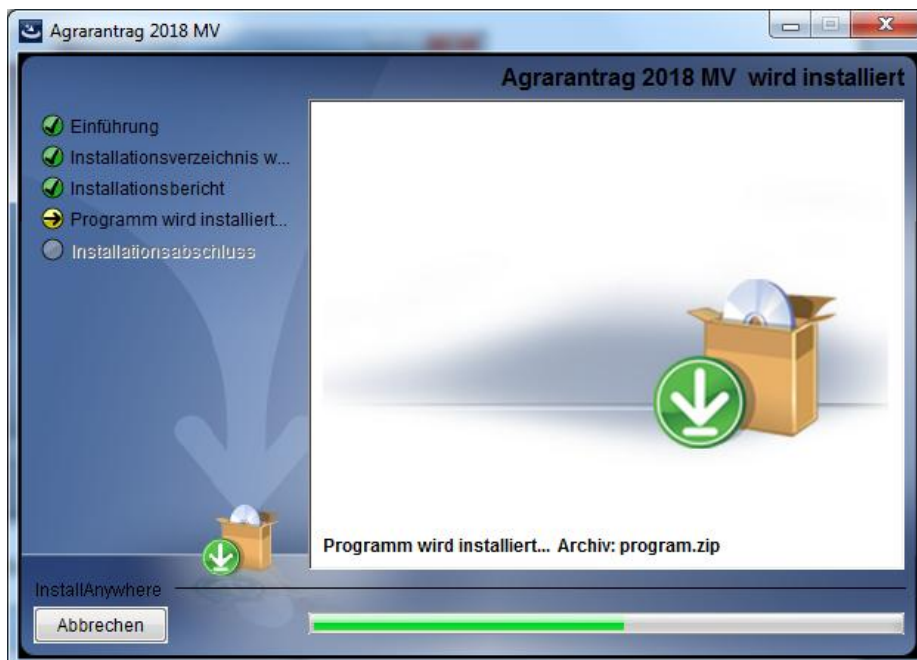 Agrarantrag 2018 MV
Agrarantrag 2018 MV wird installiert
Einführung
Installationsverzeichnis w...
Installationsbericht
Programm wird installiert...
Installationsabschluss
Programm wird installiert... Archiv: program.zip
InstallAnywhere
Abbrechen